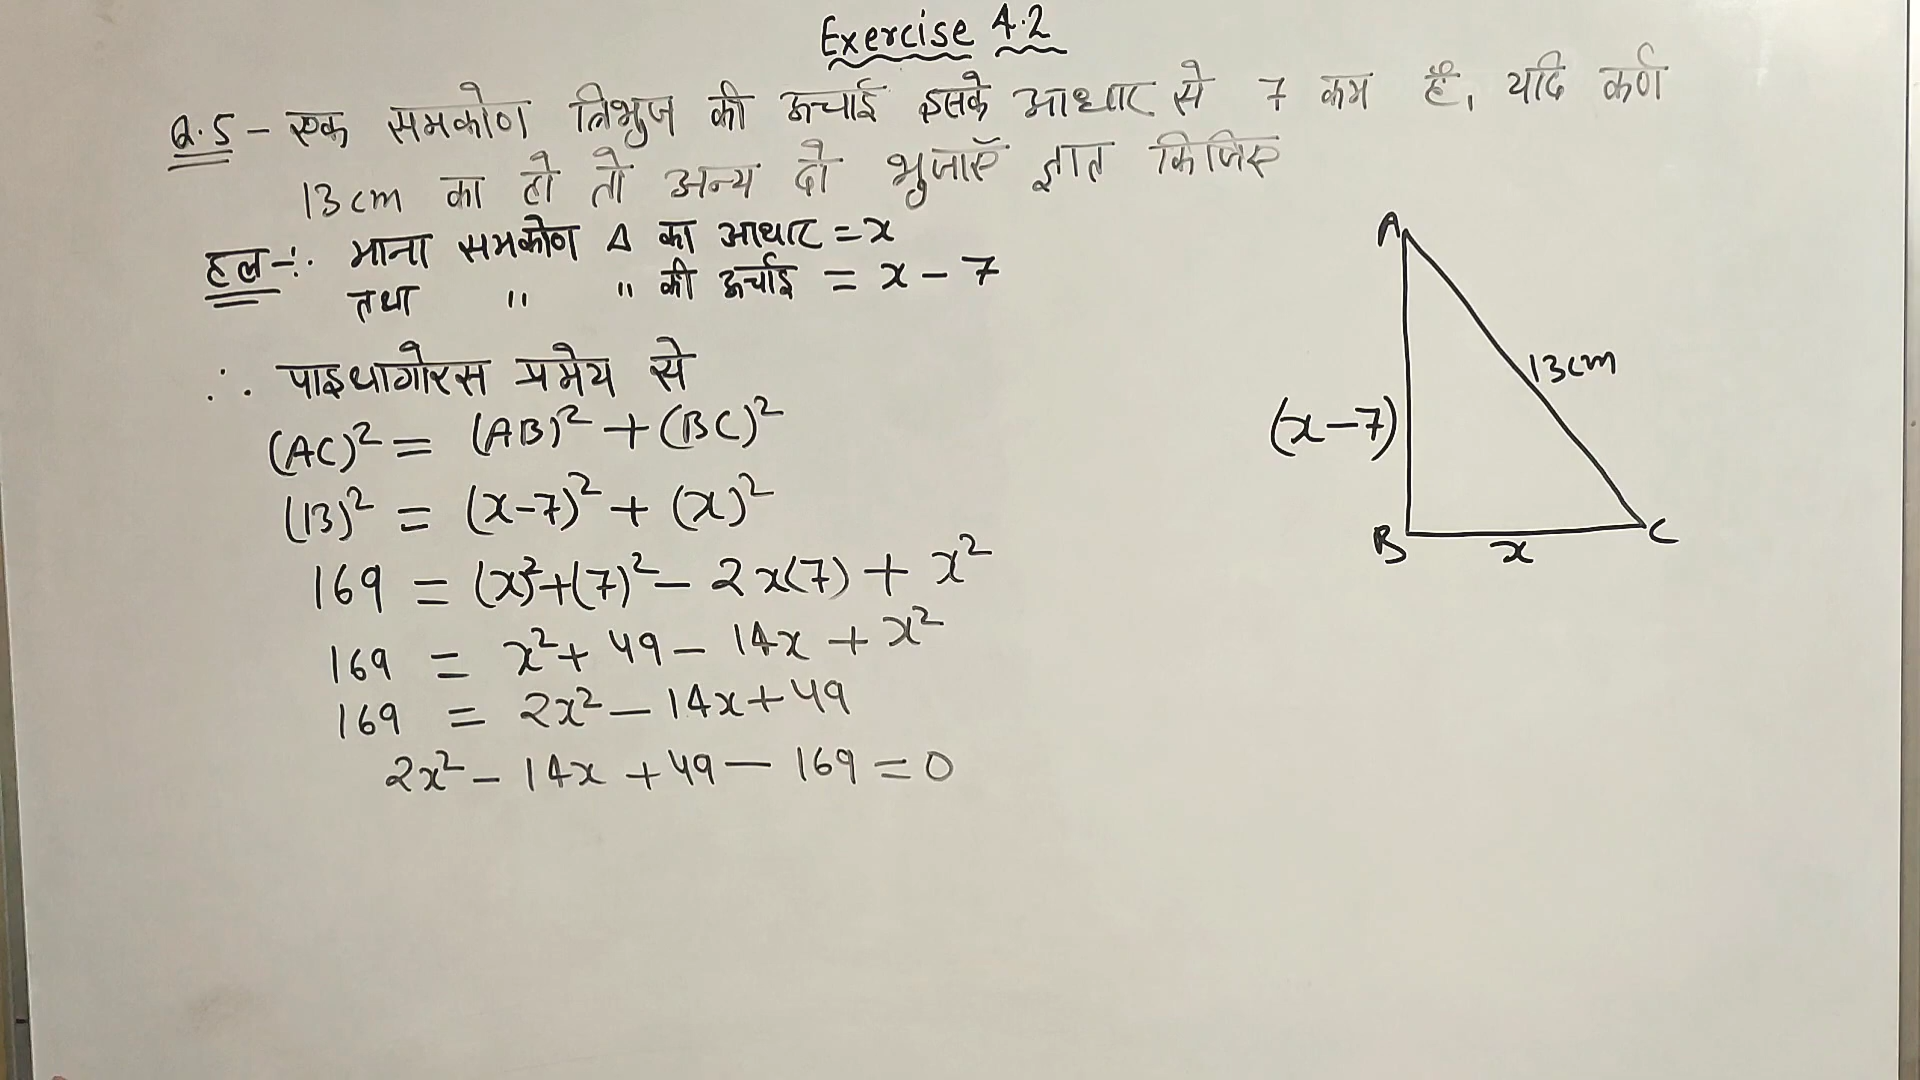 Exercise 4.2
Q.5 - एक समकोण त्रिभुज की ऊचाई इसके आधार से 7 कम है, यदि कर्ण
13cm का हो तो अन्य दो भुजाएँ ज्ञात किजिए
हल -: माना समकोण Δ का आधार = x
तथा " " की ऊचाई = x - 7
∴ पाइथागोरस प्रमेय से
(AC)² = (AB)² + (BC)²
(13)² = (x-7)² + (x)²
169 = (x)²+(7)² - 2x(7) + x²
169 = x² + 49 - 14x + x²
169 = 2x² - 14x + 49
2x² - 14x + 49 - 169 = 0
A
13cm
(x-7)
B
x
C